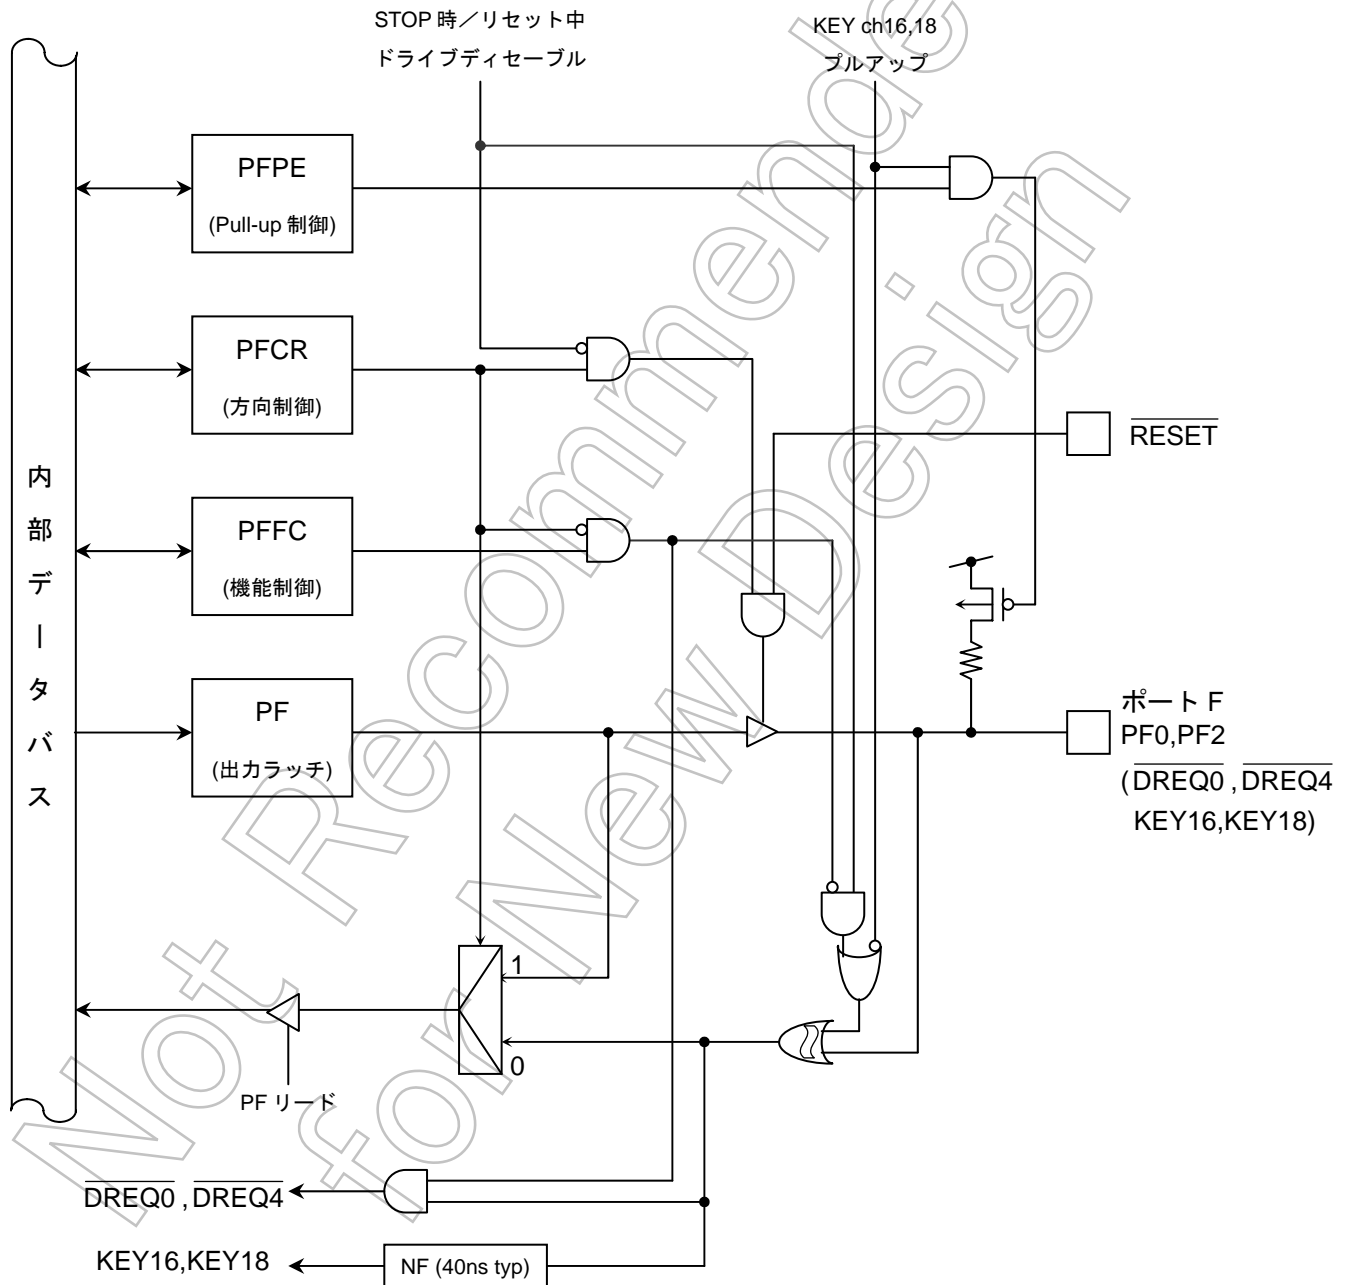 STOP 時／リセット中
ドライブディセーブル
KEY ch16,18
プルアップ
PFPE
(Pull-up 制御)
PFCR
(方向制御)
RESET
内部データバス
PFFC
(機能制御)
PF
(出力ラッチ)
ポート F
PF0,PF2
(DREQ0 , DREQ4
KEY16,KEY18)
1
0
PF リード
DREQ0 , DREQ4
KEY16,KEY18
NF (40ns typ)
Not Recommended
for New Design